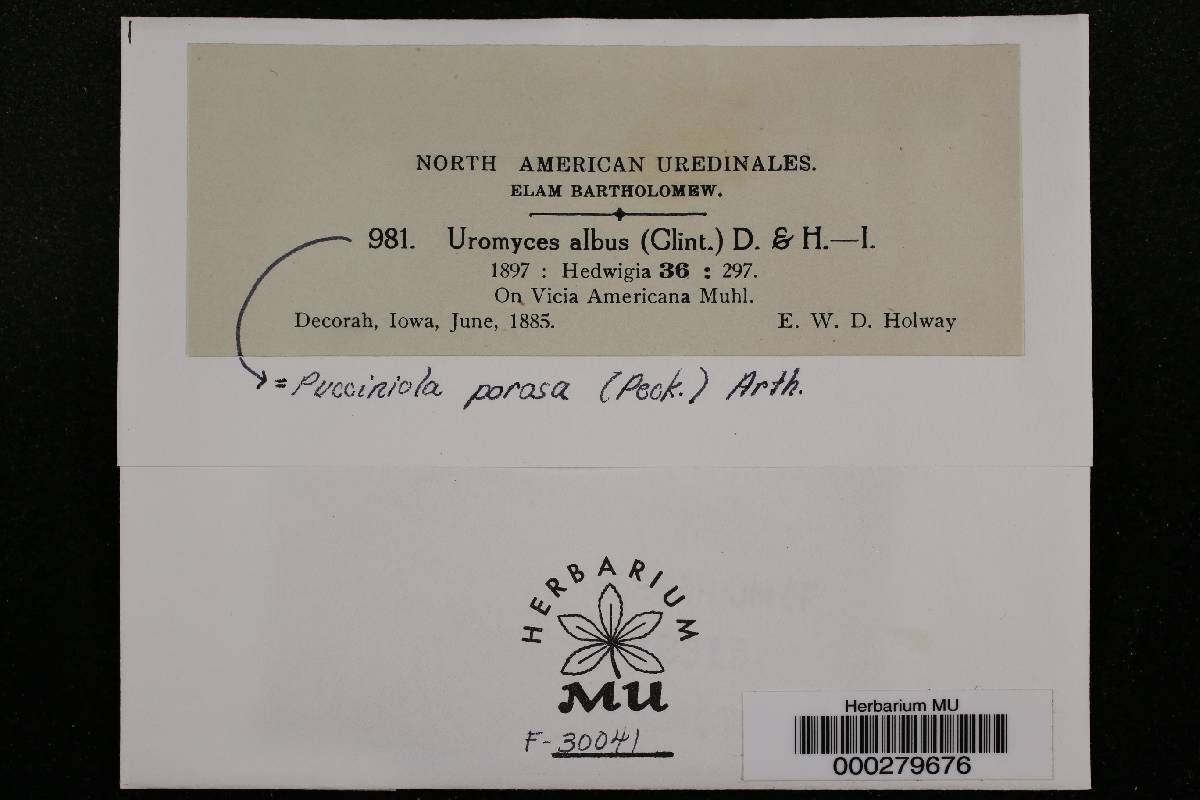 NORTH AMERICAN UREDINALES.
ELAM BARTHOLOMEW.
981. Uromyces albus (Clint.) D. & H.—I.
1897 : Hedwigia 36 : 297.
On Vicia Americana Muhl.
Decorah, Iowa, June, 1885. E. W. D. Holway
= Pucciniola porosa (Peck.) Arth.
HERBARIUM
MU
F-30041
Herbarium MU
000279676